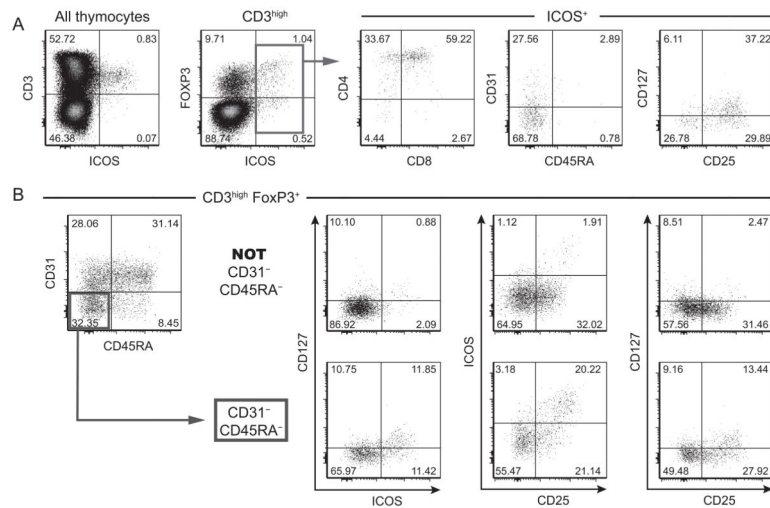 A
All thymocytes
CD3high
ICOS+
52.72 0.83
46.38 0.07
CD3
ICOS
9.71 1.04
88.74 0.52
FOXP3
ICOS
33.67 59.22
4.44 2.67
CD4
CD8
27.56 2.89
68.78 0.78
CD31
CD45RA
6.11 37.22
26.78 29.89
CD127
CD25
B
CD3high FoxP3+
28.06 31.14
32.35 8.45
CD31
CD45RA
NOT
CD31-
CD45RA-
10.10 0.88
86.92 2.09
1.12 1.91
64.95 32.02
8.51 2.47
57.56 31.46
CD127
ICOS
CD127
CD31-
CD45RA-
10.75 11.85
65.97 11.42
3.18 20.22
55.47 21.14
9.16 13.44
49.48 27.92
ICOS
CD25
CD25